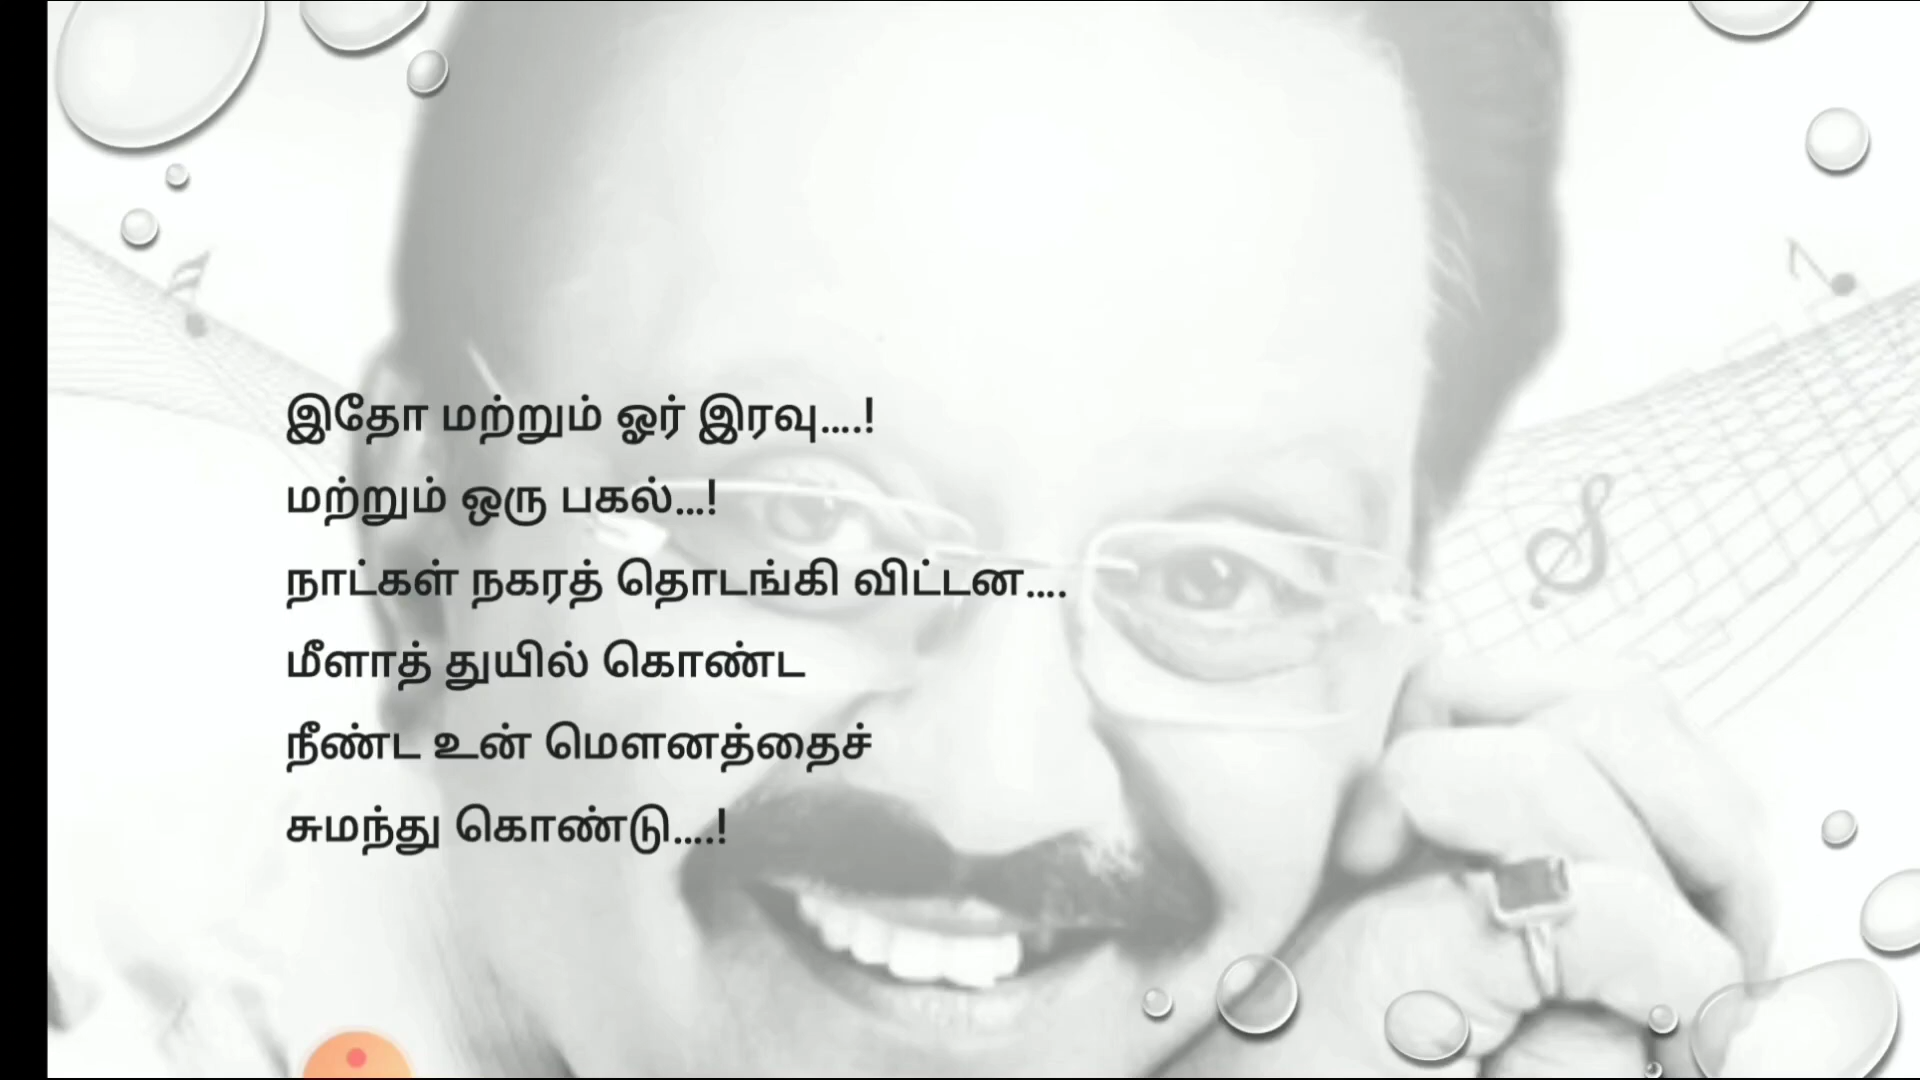 இதோ மற்றும் ஓர் இரவு....!
மற்றும் ஒரு பகல்...!
நாட்கள் நகரத் தொடங்கி விட்டன....
மீளாத் துயில் கொண்ட
நீண்ட உன் மௌனத்தைச்
சுமந்து கொண்டு....!